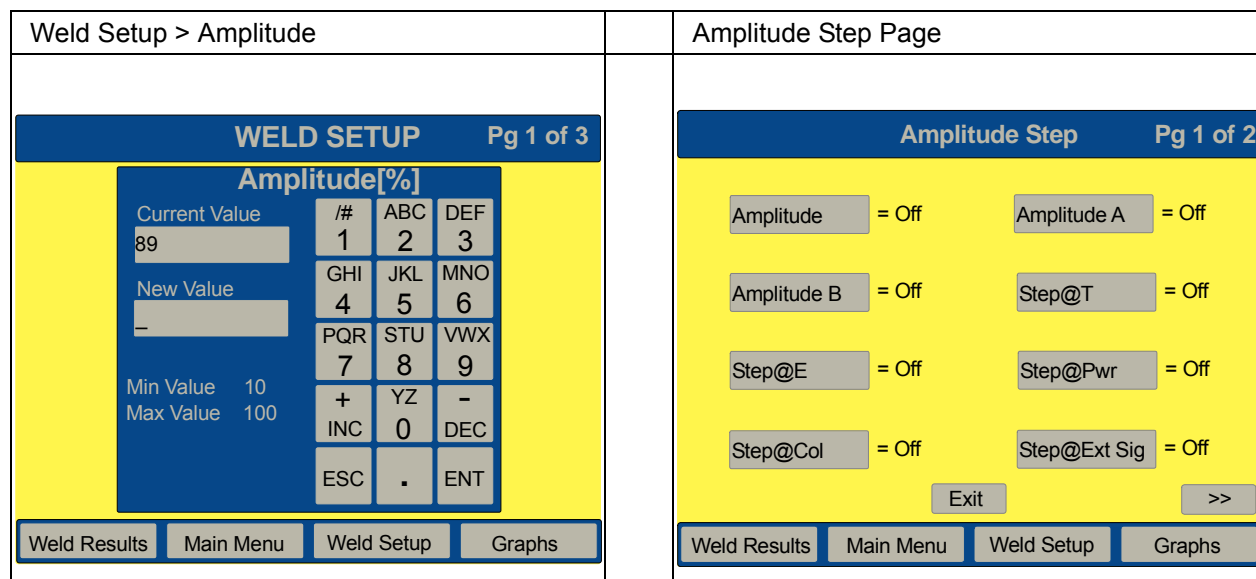 Weld Setup > Amplitude
WELD SETUP Pg 1 of 3
Amplitude[%]
Current Value
89
New Value
_
Min Value 10
Max Value 100
/# ABC DEF
1 2 3
GHI JKL MNO
4 5 6
PQR STU VWX
7 8 9
+ YZ -
INC 0 DEC
ESC . ENT
Weld Results Main Menu Weld Setup Graphs
Amplitude Step Page
Amplitude Step Pg 1 of 2
Amplitude = Off Amplitude A = Off
Amplitude B = Off Step@T = Off
Step@E = Off Step@Pwr = Off
Step@Col = Off Step@Ext Sig = Off
Exit >>
Weld Results Main Menu Weld Setup Graphs